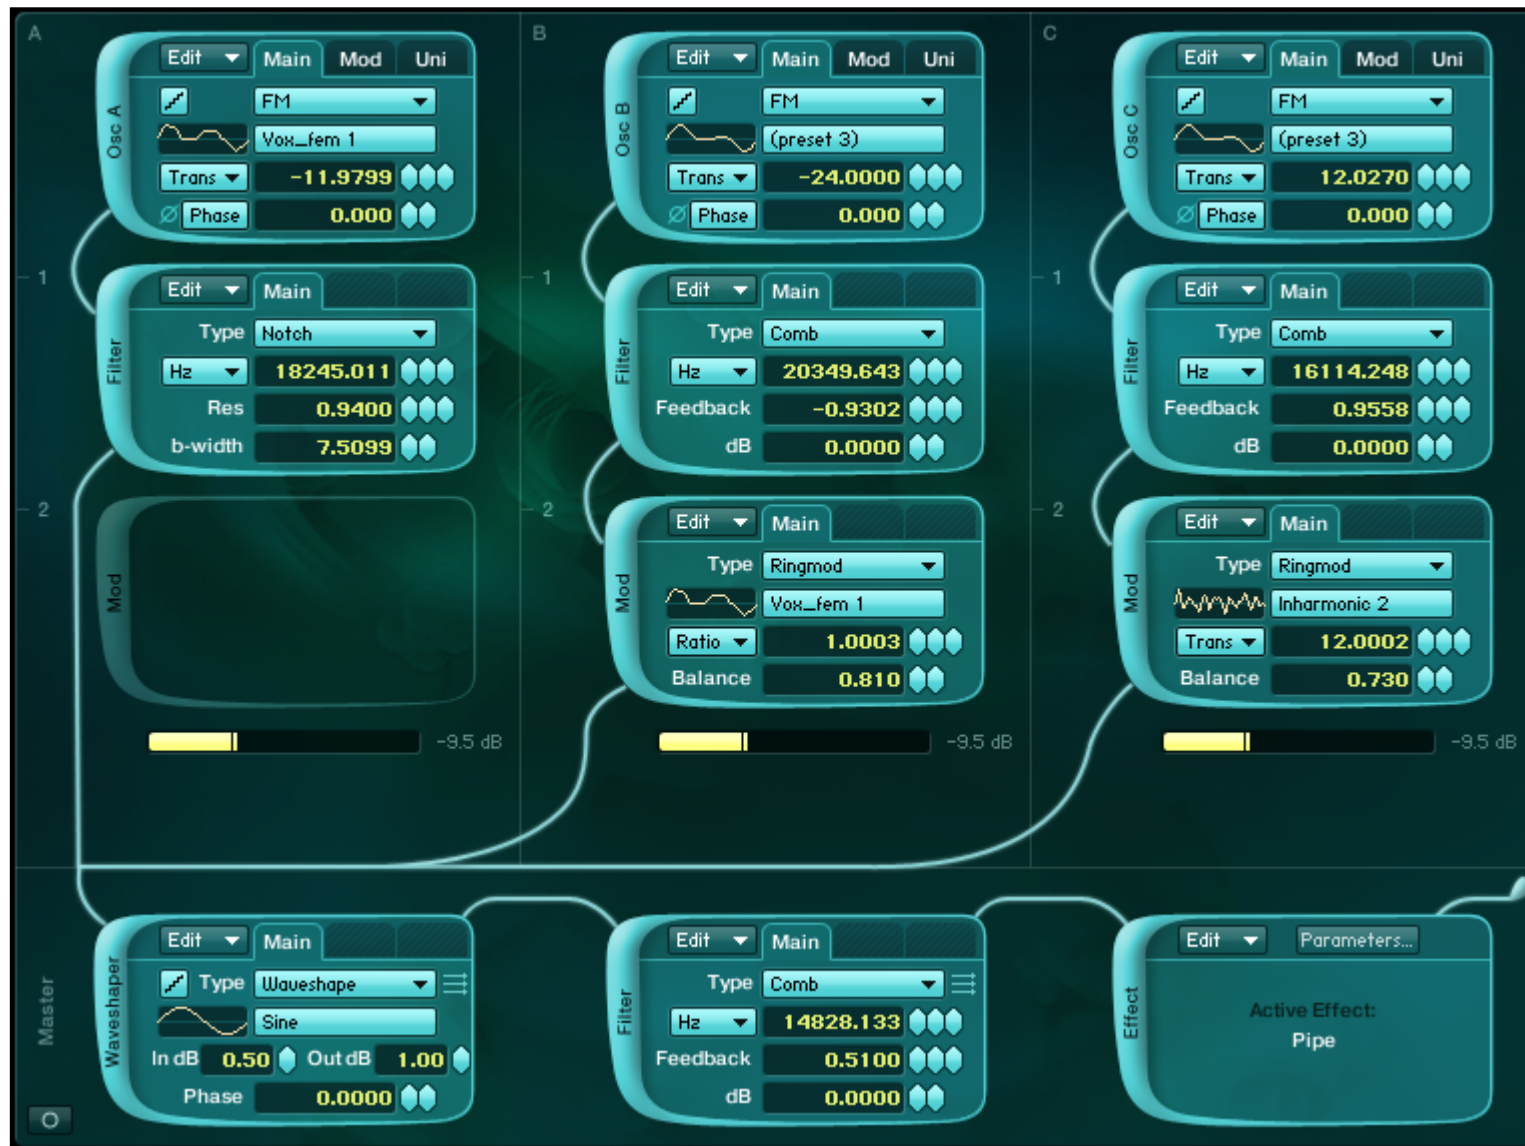 A
B
C
Osc A
Edit Main Mod Uni
FM
Vox_fem 1
Trans -11.9799
Phase 0.000
Osc B
Edit Main Mod Uni
FM
(preset 3)
Trans -24.0000
Phase 0.000
Osc C
Edit Main Mod Uni
FM
(preset 3)
Trans 12.0270
Phase 0.000
1
1
1
Filter
Edit Main
Type Notch
Hz 18245.011
Res 0.9400
b-width 7.5099
Filter
Edit Main
Type Comb
Hz 20349.643
Feedback -0.9302
dB 0.0000
Filter
Edit Main
Type Comb
Hz 16114.248
Feedback 0.9558
dB 0.0000
2
2
2
Mod
Mod
Edit Main
Type Ringmod
Vox_fem 1
Ratio 1.0003
Balance 0.810
Mod
Edit Main
Type Ringmod
Inharmonic 2
Trans 12.0002
Balance 0.730
-9.5 dB
-9.5 dB
-9.5 dB
Master
Waveshaper
Edit Main
Type Waveshape
Sine
In dB 0.50 Out dB 1.00
Phase 0.0000
Filter
Edit Main
Type Comb
Hz 14828.133
Feedback 0.5100
dB 0.0000
Effect
Edit Parameters...
Active Effect:
Pipe